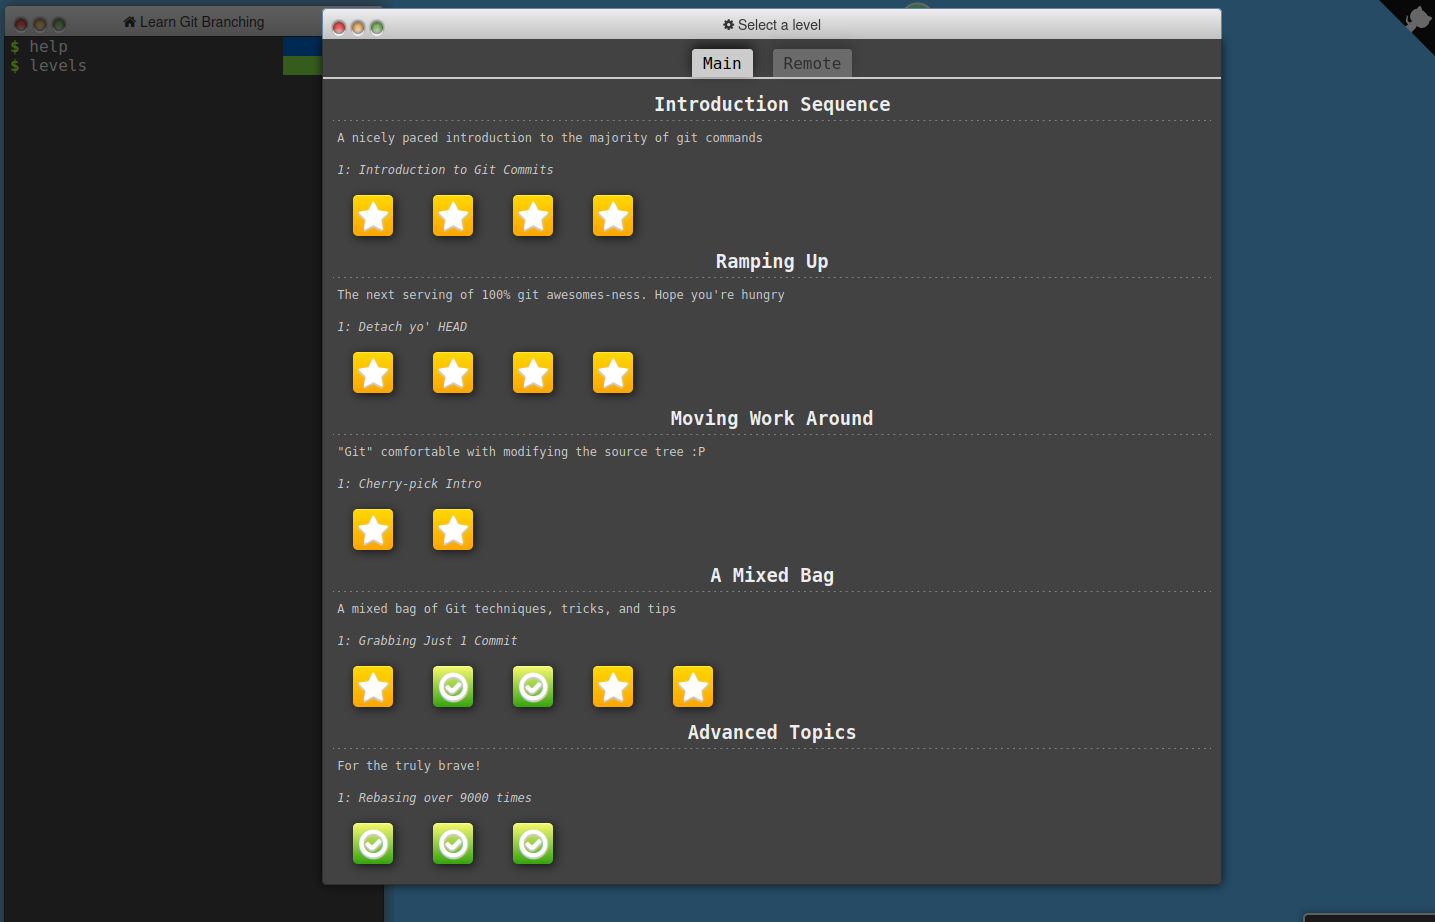 Learn Git Branching
$ help
$ levels
Select a level
Main Remote
Introduction Sequence
A nicely paced introduction to the majority of git commands
1: Introduction to Git Commits
Ramping Up
The next serving of 100% git awesomes-ness. Hope you're hungry
1: Detach yo' HEAD
Moving Work Around
"Git" comfortable with modifying the source tree :P
1: Cherry-pick Intro
A Mixed Bag
A mixed bag of Git techniques, tricks, and tips
1: Grabbing Just 1 Commit
Advanced Topics
For the truly brave!
1: Rebasing over 9000 times